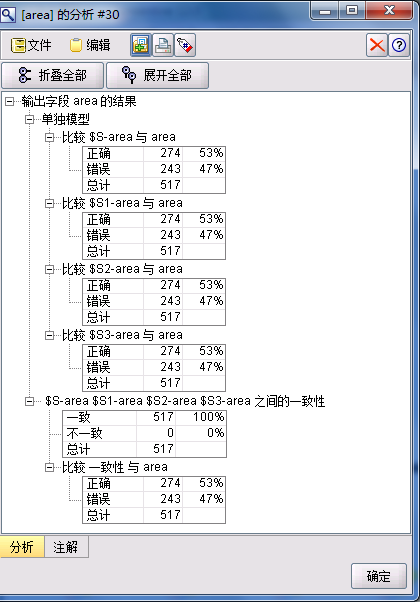 [area] 的分析 #30
文件 编辑
折叠全部 展开全部
输出字段 area 的结果
单独模型
比较 $S-area 与 area
正确 274 53%
错误 243 47%
总计 517
比较 $S1-area 与 area
正确 274 53%
错误 243 47%
总计 517
比较 $S2-area 与 area
正确 274 53%
错误 243 47%
总计 517
比较 $S3-area 与 area
正确 274 53%
错误 243 47%
总计 517
$S-area $S1-area $S2-area $S3-area 之间的一致性
一致 517 100%
不一致 0 0%
总计 517
比较 一致性 与 area
正确 274 53%
错误 243 47%
总计 517
分析 注解
确定